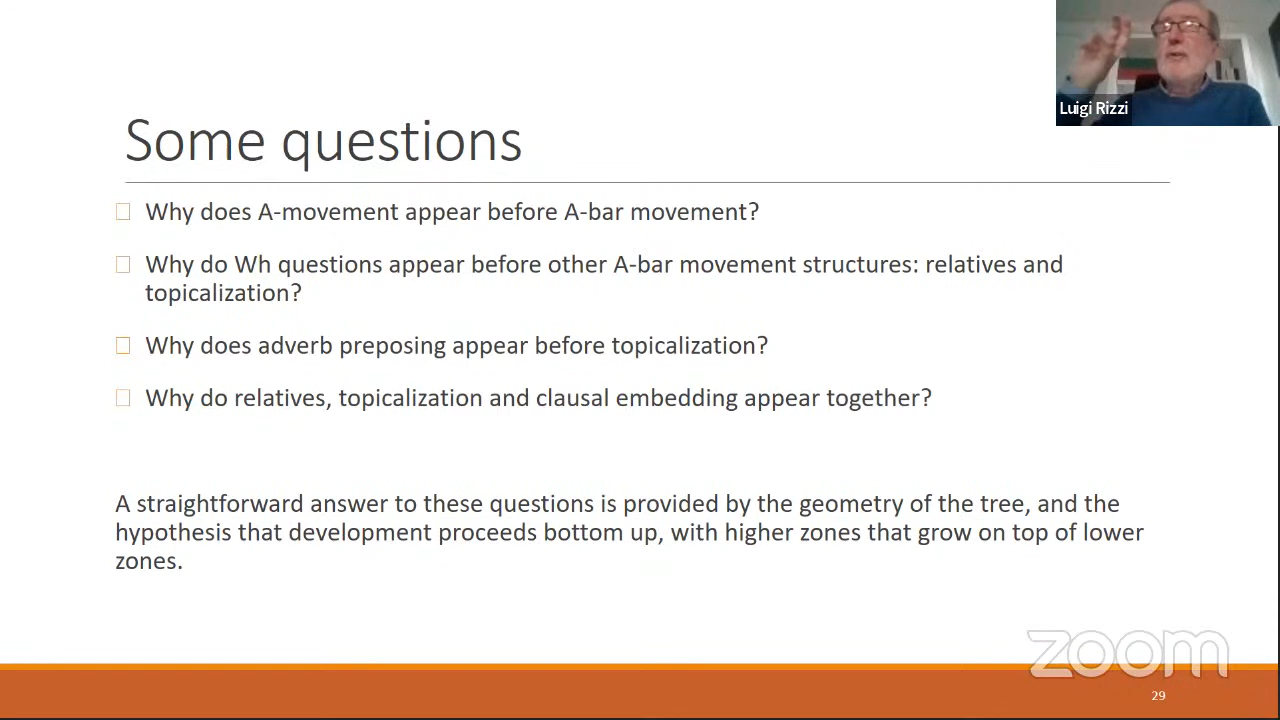 Luigi Rizzi
Some questions
Why does A-movement appear before A-bar movement?
Why do Wh questions appear before other A-bar movement structures: relatives and
topicalization?
Why does adverb preposing appear before topicalization?
Why do relatives, topicalization and clausal embedding appear together?
A straightforward answer to these questions is provided by the geometry of the tree, and the
hypothesis that development proceeds bottom up, with higher zones that grow on top of lower
zones.
zoom
29